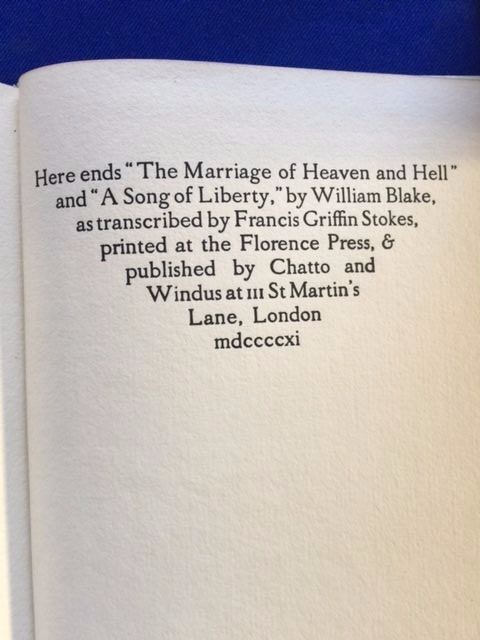 Here ends "The Marriage of Heaven and Hell"
and "A Song of Liberty," by William Blake,
as transcribed by Francis Griffin Stokes,
printed at the Florence Press, &
published by Chatto and
Windus at 111 St Martin's
Lane, London
mdccccxi